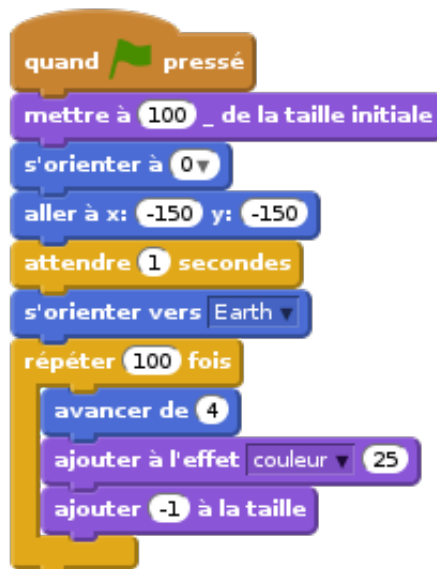 quand pressé
mettre à 100 _ de la taille initiale
s'orienter à 0
aller à x: -150 y: -150
attendre 1 secondes
s'orienter vers Earth
répéter 100 fois
avancer de 4
ajouter à l'effet couleur 25
ajouter -1 à la taille